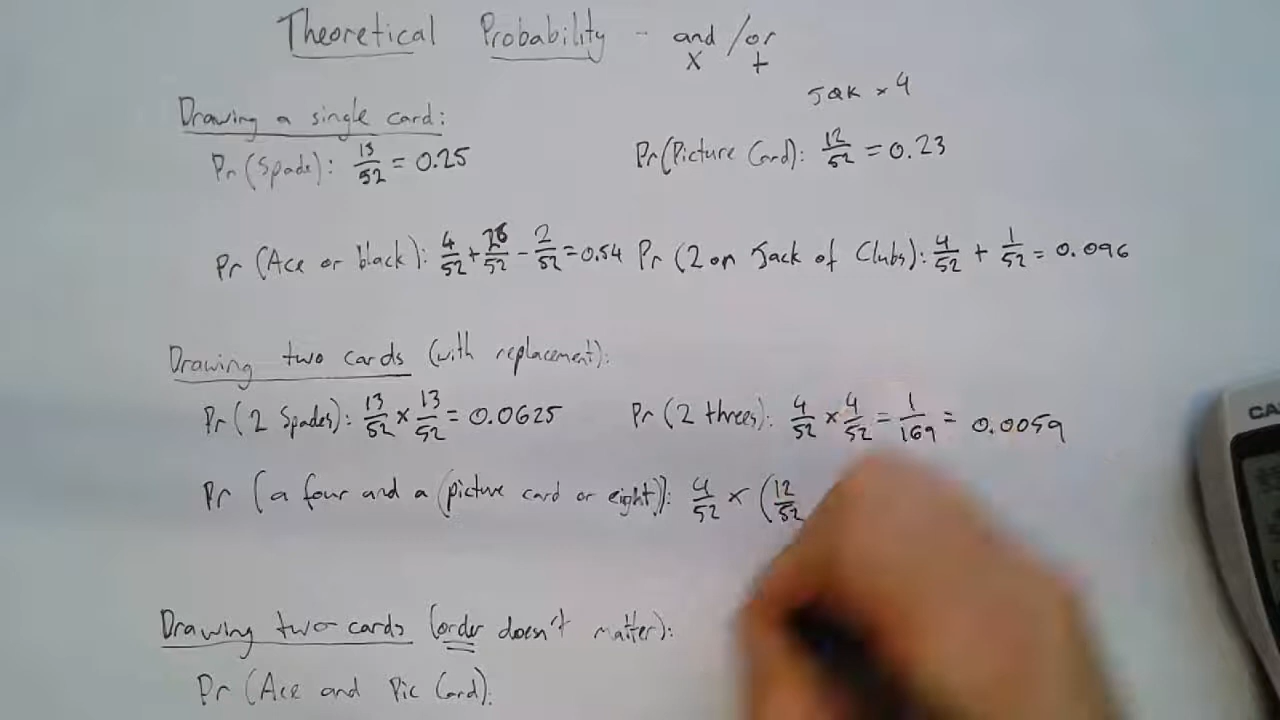 Theoretical Probability - and / or
x +
JQK × 4
Drawing a single card:
Pr (Spade): 13/52 = 0.25
Pr (Picture Card): 12/52 = 0.23
Pr (Ace or black): 4/52 + 26/52 - 2/52 = 0.54
Pr (2 or Jack of Clubs): 4/52 + 1/52 = 0.096
Drawing two cards (with replacement):
Pr (2 Spades): 13/52 × 13/52 = 0.0625
Pr (2 threes): 4/52 × 4/52 = 1/169 = 0.0059
Pr (a four and a (picture card or eight)): 4/52 × (12/52
Drawing two cards (order doesn't matter):
Pr (Ace and Pic Card):
CA